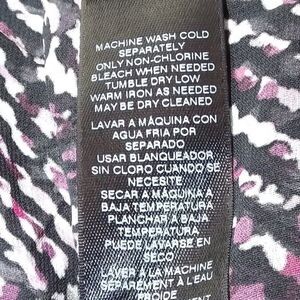 MACHINE WASH COLD
SEPARATELY
ONLY NON-CHLORINE
BLEACH WHEN NEEDED
TUMBLE DRY LOW
WARM IRON AS NEEDED
MAY BE DRY CLEANED
LAVAR A MÁQUINA CON
AGUA FRIA POR
SEPARADO
USAR BLANQUEADOR
SIN CLORO CUANDO SE
NECESITE
SECAR A MÁQUINA A
BAJA TEMPERATURA
PLANCHAR A BAJA
TEMPERATURA
PUEDE LAVARSE EN
SECO
LAVER À LA MACHINE
SÉPARÉMENT À L'EAU
FROIDE